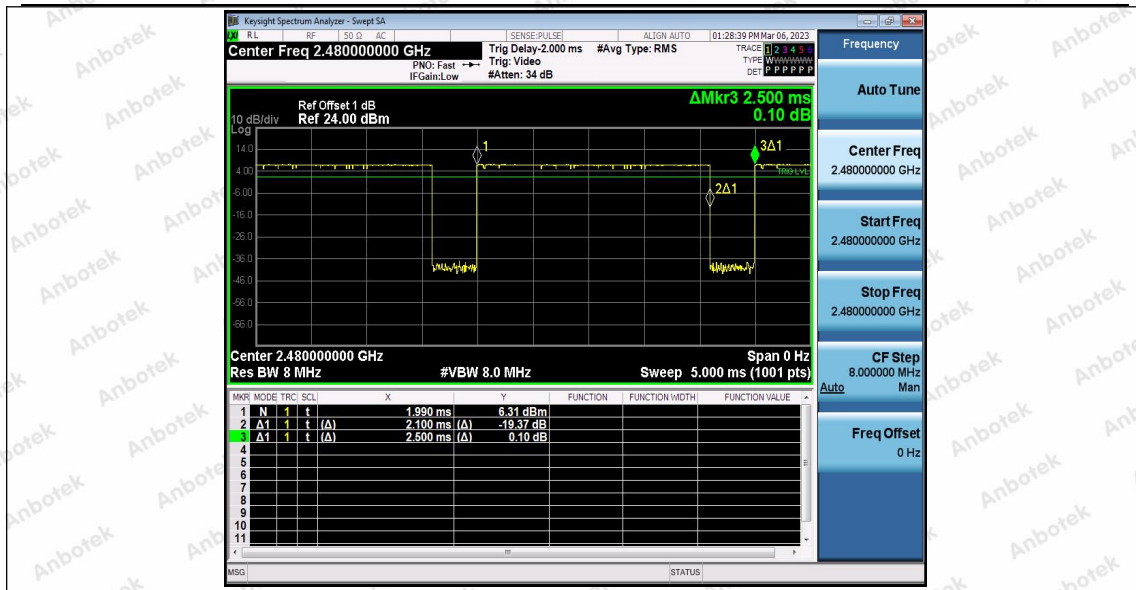 Keysight Spectrum Analyzer - Swept SA
LXI RL RF 50 Ω AC SENSE:PULSE ALIGN AUTO 01:28:39 PM Mar 06, 2023
Center Freq 2.480000000 GHz
PNO: Fast
IFGain:Low
Trig Delay-2.000 ms
Trig: Video
#Atten: 34 dB
#Avg Type: RMS
TRACE 1 2 3 4 5 6
TYPE WWWWWW
DET P P P P P P
Frequency
Auto Tune
Center Freq
2.480000000 GHz
Start Freq
2.480000000 GHz
Stop Freq
2.480000000 GHz
CF Step
8.000000 MHz
Auto Man
Freq Offset
0 Hz
ΔMkr3 2.500 ms
0.10 dB
Ref Offset 1 dB
10 dB/div Ref 24.00 dBm
Log
14.0
4.00
-6.00
-16.0
-26.0
-36.0
-46.0
-56.0
-66.0
1
2Δ1
3Δ1
TRIG LVL
Center 2.480000000 GHz Span 0 Hz
Res BW 8 MHz #VBW 8.0 MHz Sweep 5.000 ms (1001 pts)
MKR MODE TRC SCL X Y FUNCTION FUNCTION WIDTH FUNCTION VALUE
1 N 1 t 1.990 ms 6.31 dBm
2 Δ1 1 t (Δ) 2.100 ms (Δ) -19.37 dB
3 Δ1 1 t (Δ) 2.500 ms (Δ) 0.10 dB
4
5
6
7
8
9
10
11
MSG STATUS
Anbotek